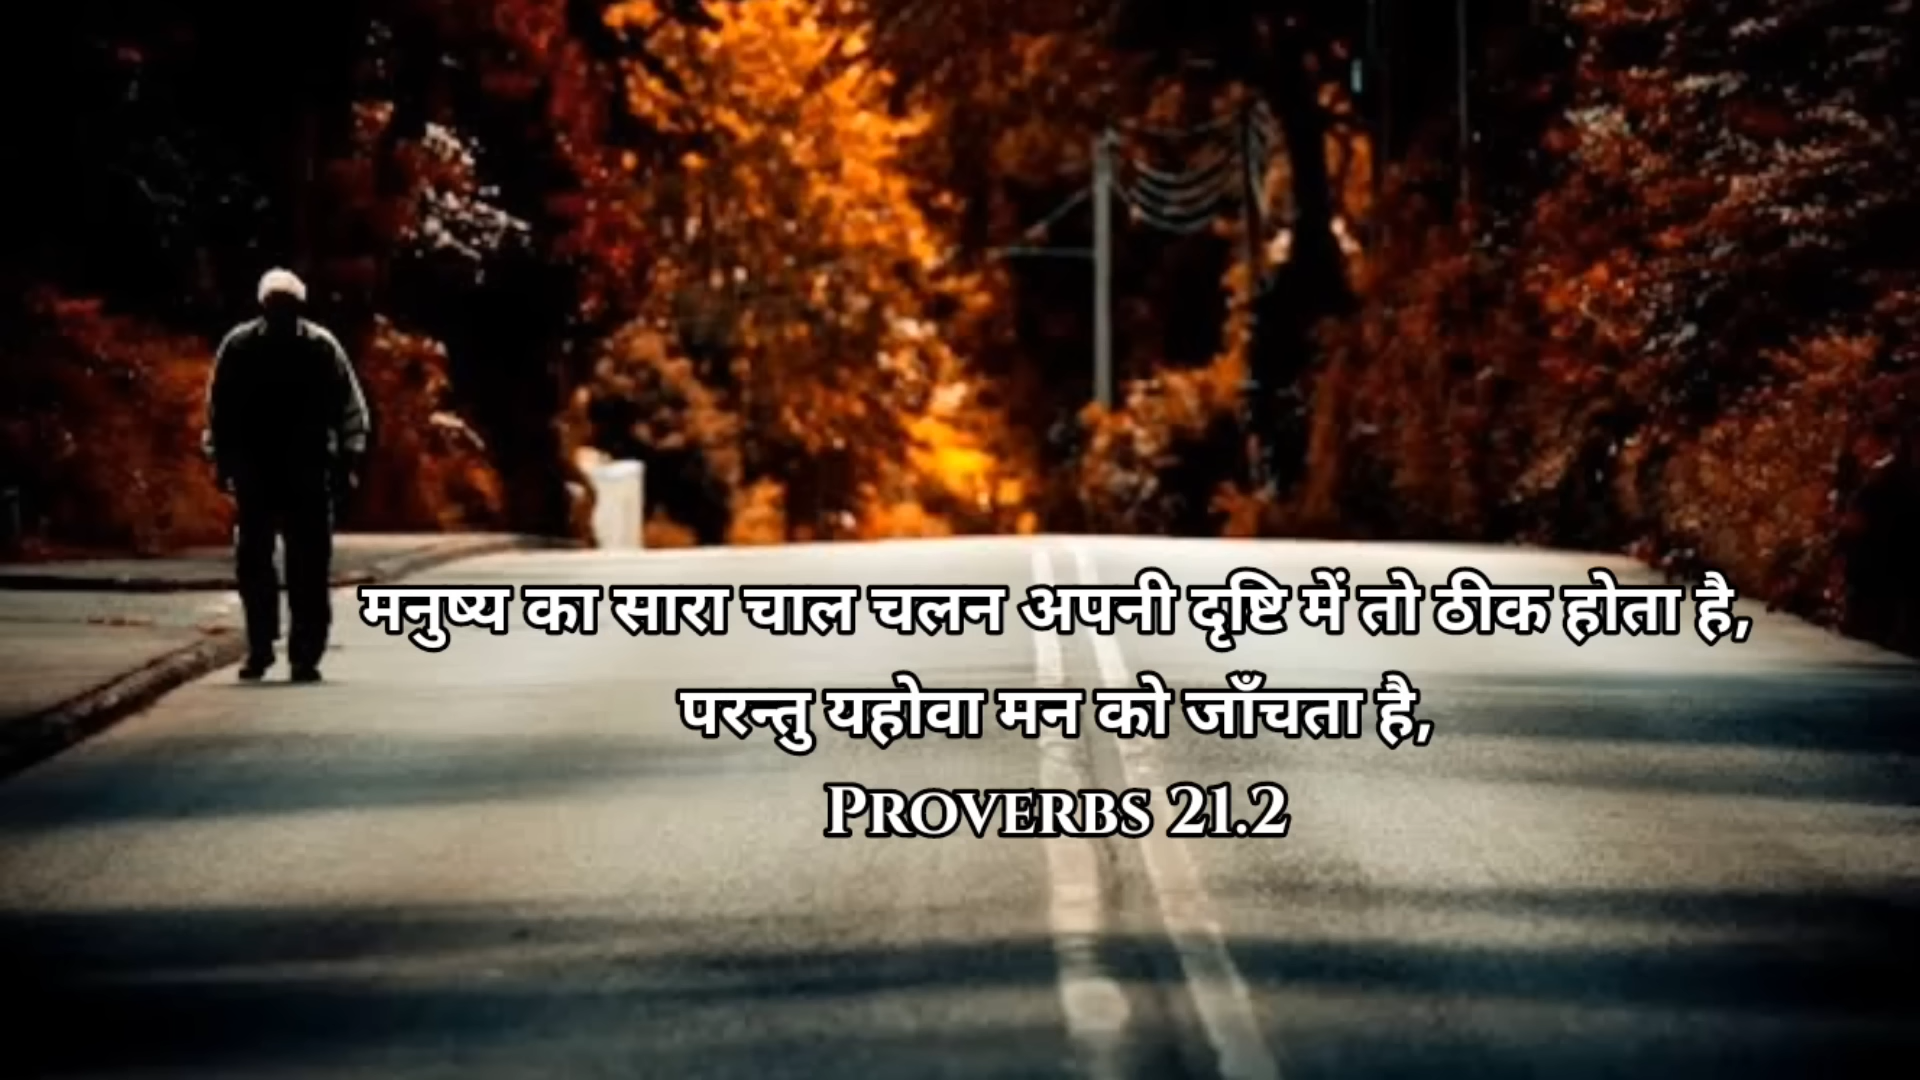 मनुष्य का सारा चाल चलन अपनी दृष्टि में तो ठीक होता है,
परन्तु यहोवा मन को जाँचता है,
Proverbs 21.2